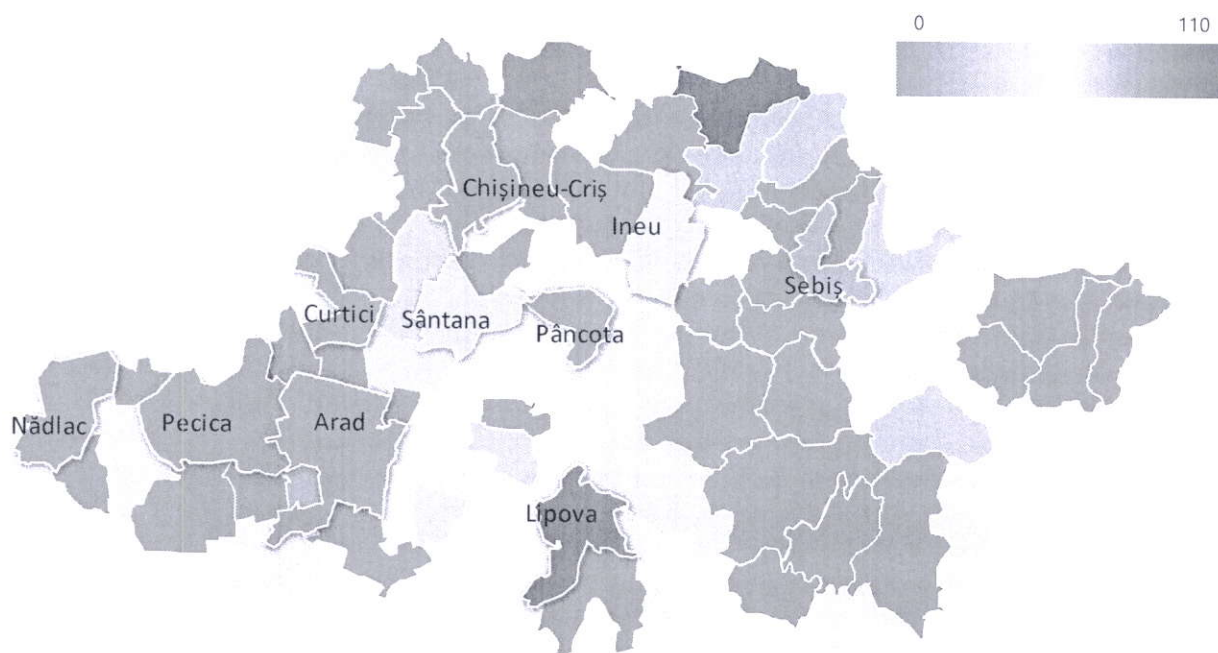 0 110
Chișineu-Criș
Ineu
Sebiș
Curtici
Sântana
Pâncota
Nădlac
Pecica
Arad
Lipova